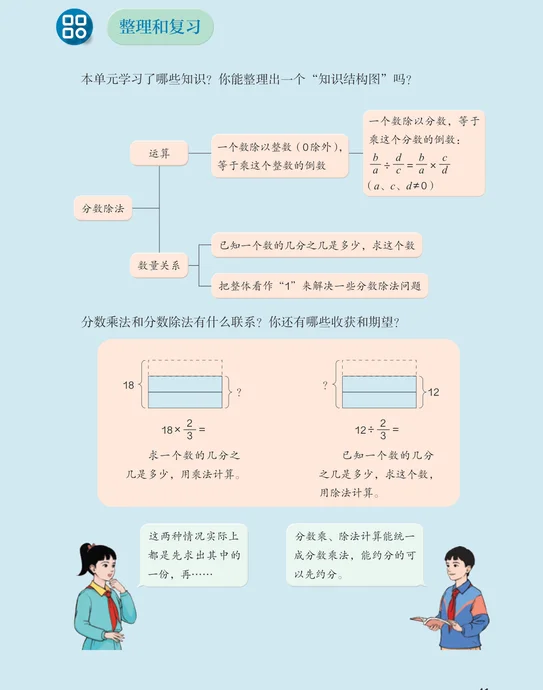 整理和复习
本单元学习了哪些知识？你能整理出一个“知识结构图”吗？
分数除法
运算
一个数除以整数（0除外），
等于乘这个整数的倒数
一个数除以分数，等于
乘这个分数的倒数：
b/a ÷ d/c = b/a × c/d
（a、c、d≠0）
数量关系
已知一个数的几分之几是多少，求这个数
把整体看作“1”来解决一些分数除法问题
分数乘法和分数除法有什么联系？你还有哪些收获和期望？
18
？
18× 2/3 =
求一个数的几分之
几是多少，用乘法计算。
？
12
12÷ 2/3 =
已知一个数的几分
之几是多少，求这个数，
用除法计算。
这两种情况实际上
都是先求出其中的
一份，再……
分数乘、除法计算能统一
成分数乘法，能约分的可
以先约分。